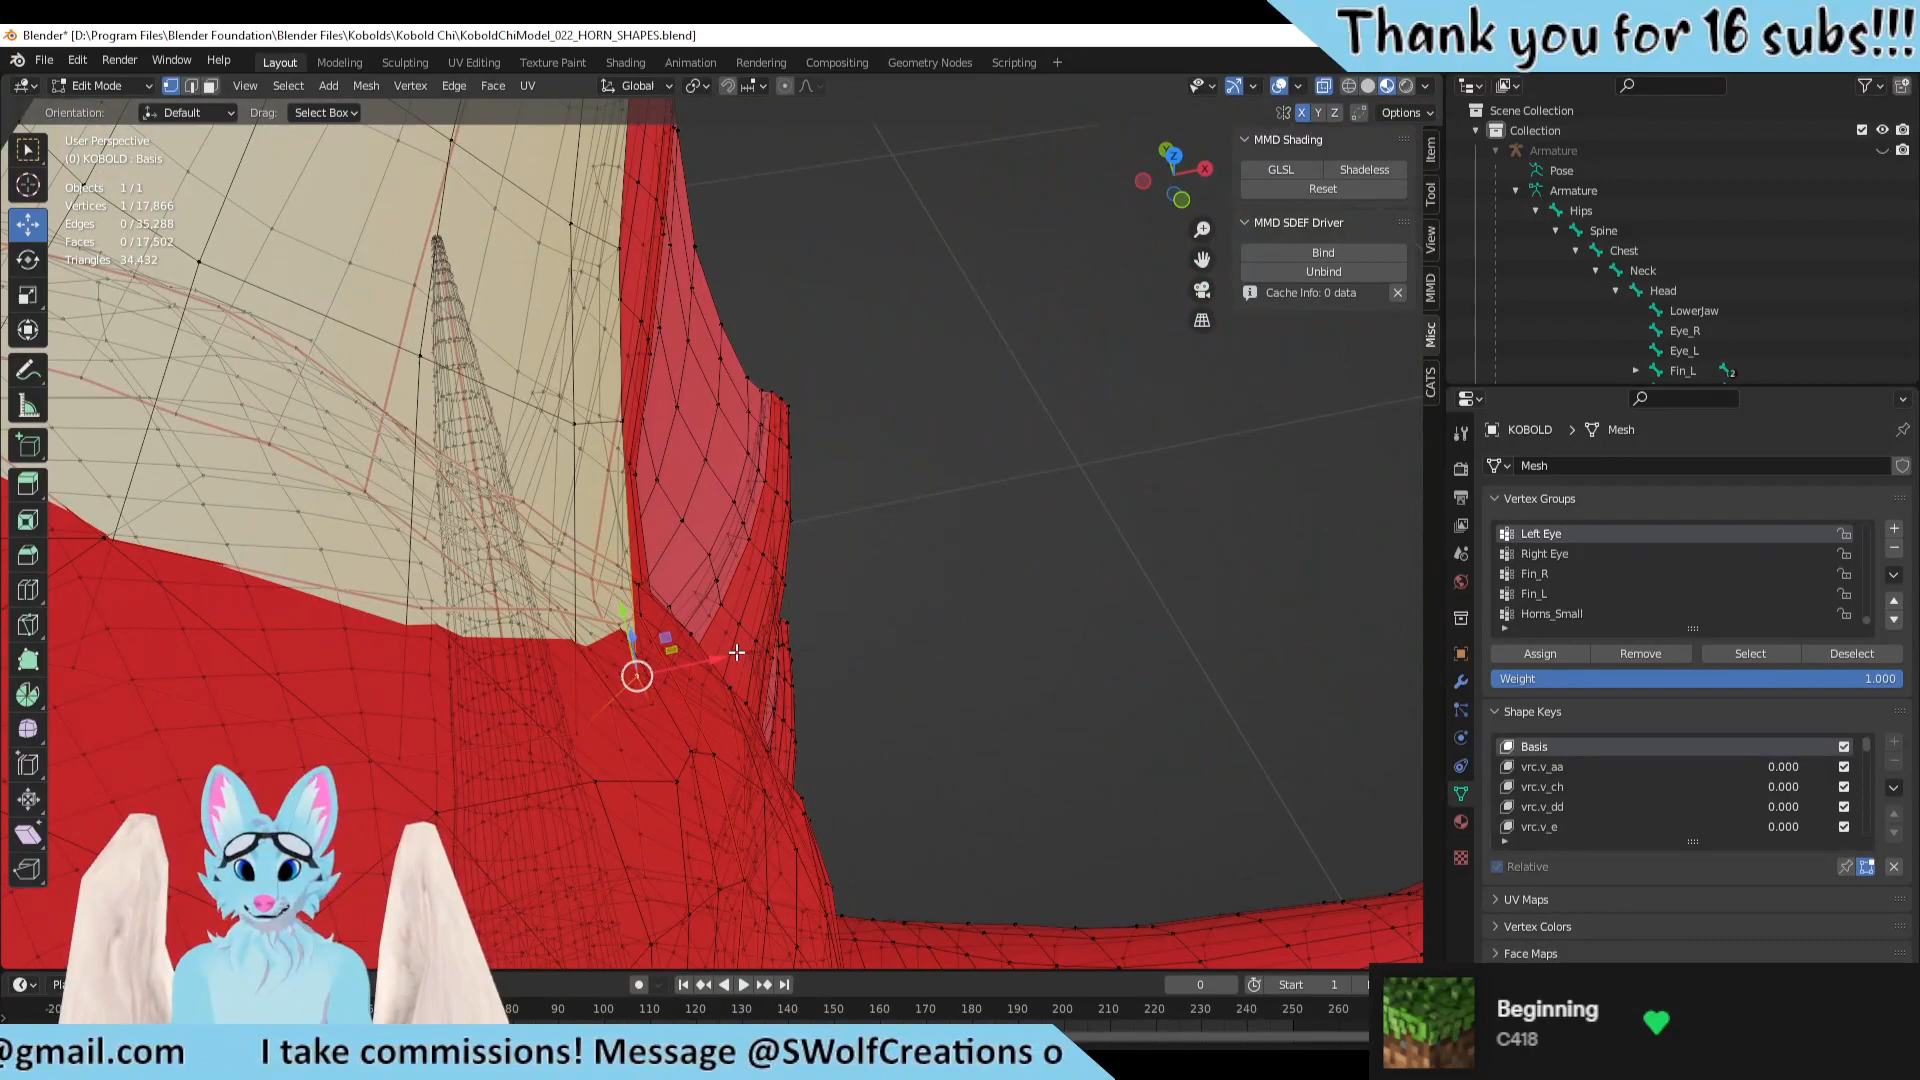 Thank you for 16 subs!!!
Blender* [D:\Program Files\Blender Foundation\Blender Files\Kobolds\Kobold Chi\KoboldChiModel_022_HORN_SHAPES.blend]
File Edit Render Window Help Layout Modeling Sculpting UV Editing Texture Paint Shading Animation Rendering Compositing Geometry Nodes Scripting +
Edit Mode View Select Add Mesh Vertex Edge Face UV Global
Orientation: Default Drag: Select Box X Y Z Options
User Perspective
(0) KOBOLD : Basis
Objects 1 / 1
Vertices 1 / 17,866
Edges 0 / 35,288
Faces 0 / 17,502
Triangles 34,432
Z
X
Y
MMD Shading
GLSL Shadeless
Reset
MMD SDEF Driver
Bind
Unbind
Cache Info: 0 data
Item
Tool
View
MMD
Misc
CATS
Scene Collection
Collection
Armature
Pose
Armature
Hips
Spine
Chest
Neck
Head
LowerJaw
Eye_R
Eye_L
Fin_L 2
KOBOLD > Mesh
Mesh
Vertex Groups
Left Eye
Right Eye
Fin_R
Fin_L
Horns_Small
Assign Remove Select Deselect
Weight 1.000
Shape Keys
Basis
vrc.v_aa 0.000
vrc.v_ch 0.000
vrc.v_dd 0.000
vrc.v_e 0.000
Relative
UV Maps
Vertex Colors
Face Maps
0 Start 1
80 90 100 110 120 130 140 150 160 170 180 190 200 210 220 230 240 250 260
@gmail.com I take commissions! Message @SWolfCreations o
Beginning
C418